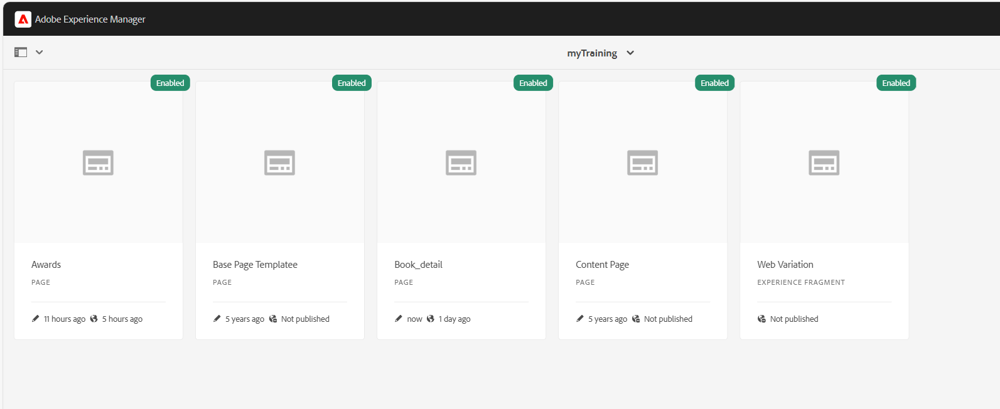 Adobe Experience Manager
myTraining
Enabled
Enabled
Enabled
Enabled
Enabled
Awards
PAGE
11 hours ago 5 hours ago
Base Page Templatee
PAGE
5 years ago Not published
Book_detail
PAGE
now 1 day ago
Content Page
PAGE
5 years ago Not published
Web Variation
EXPERIENCE FRAGMENT
Not published